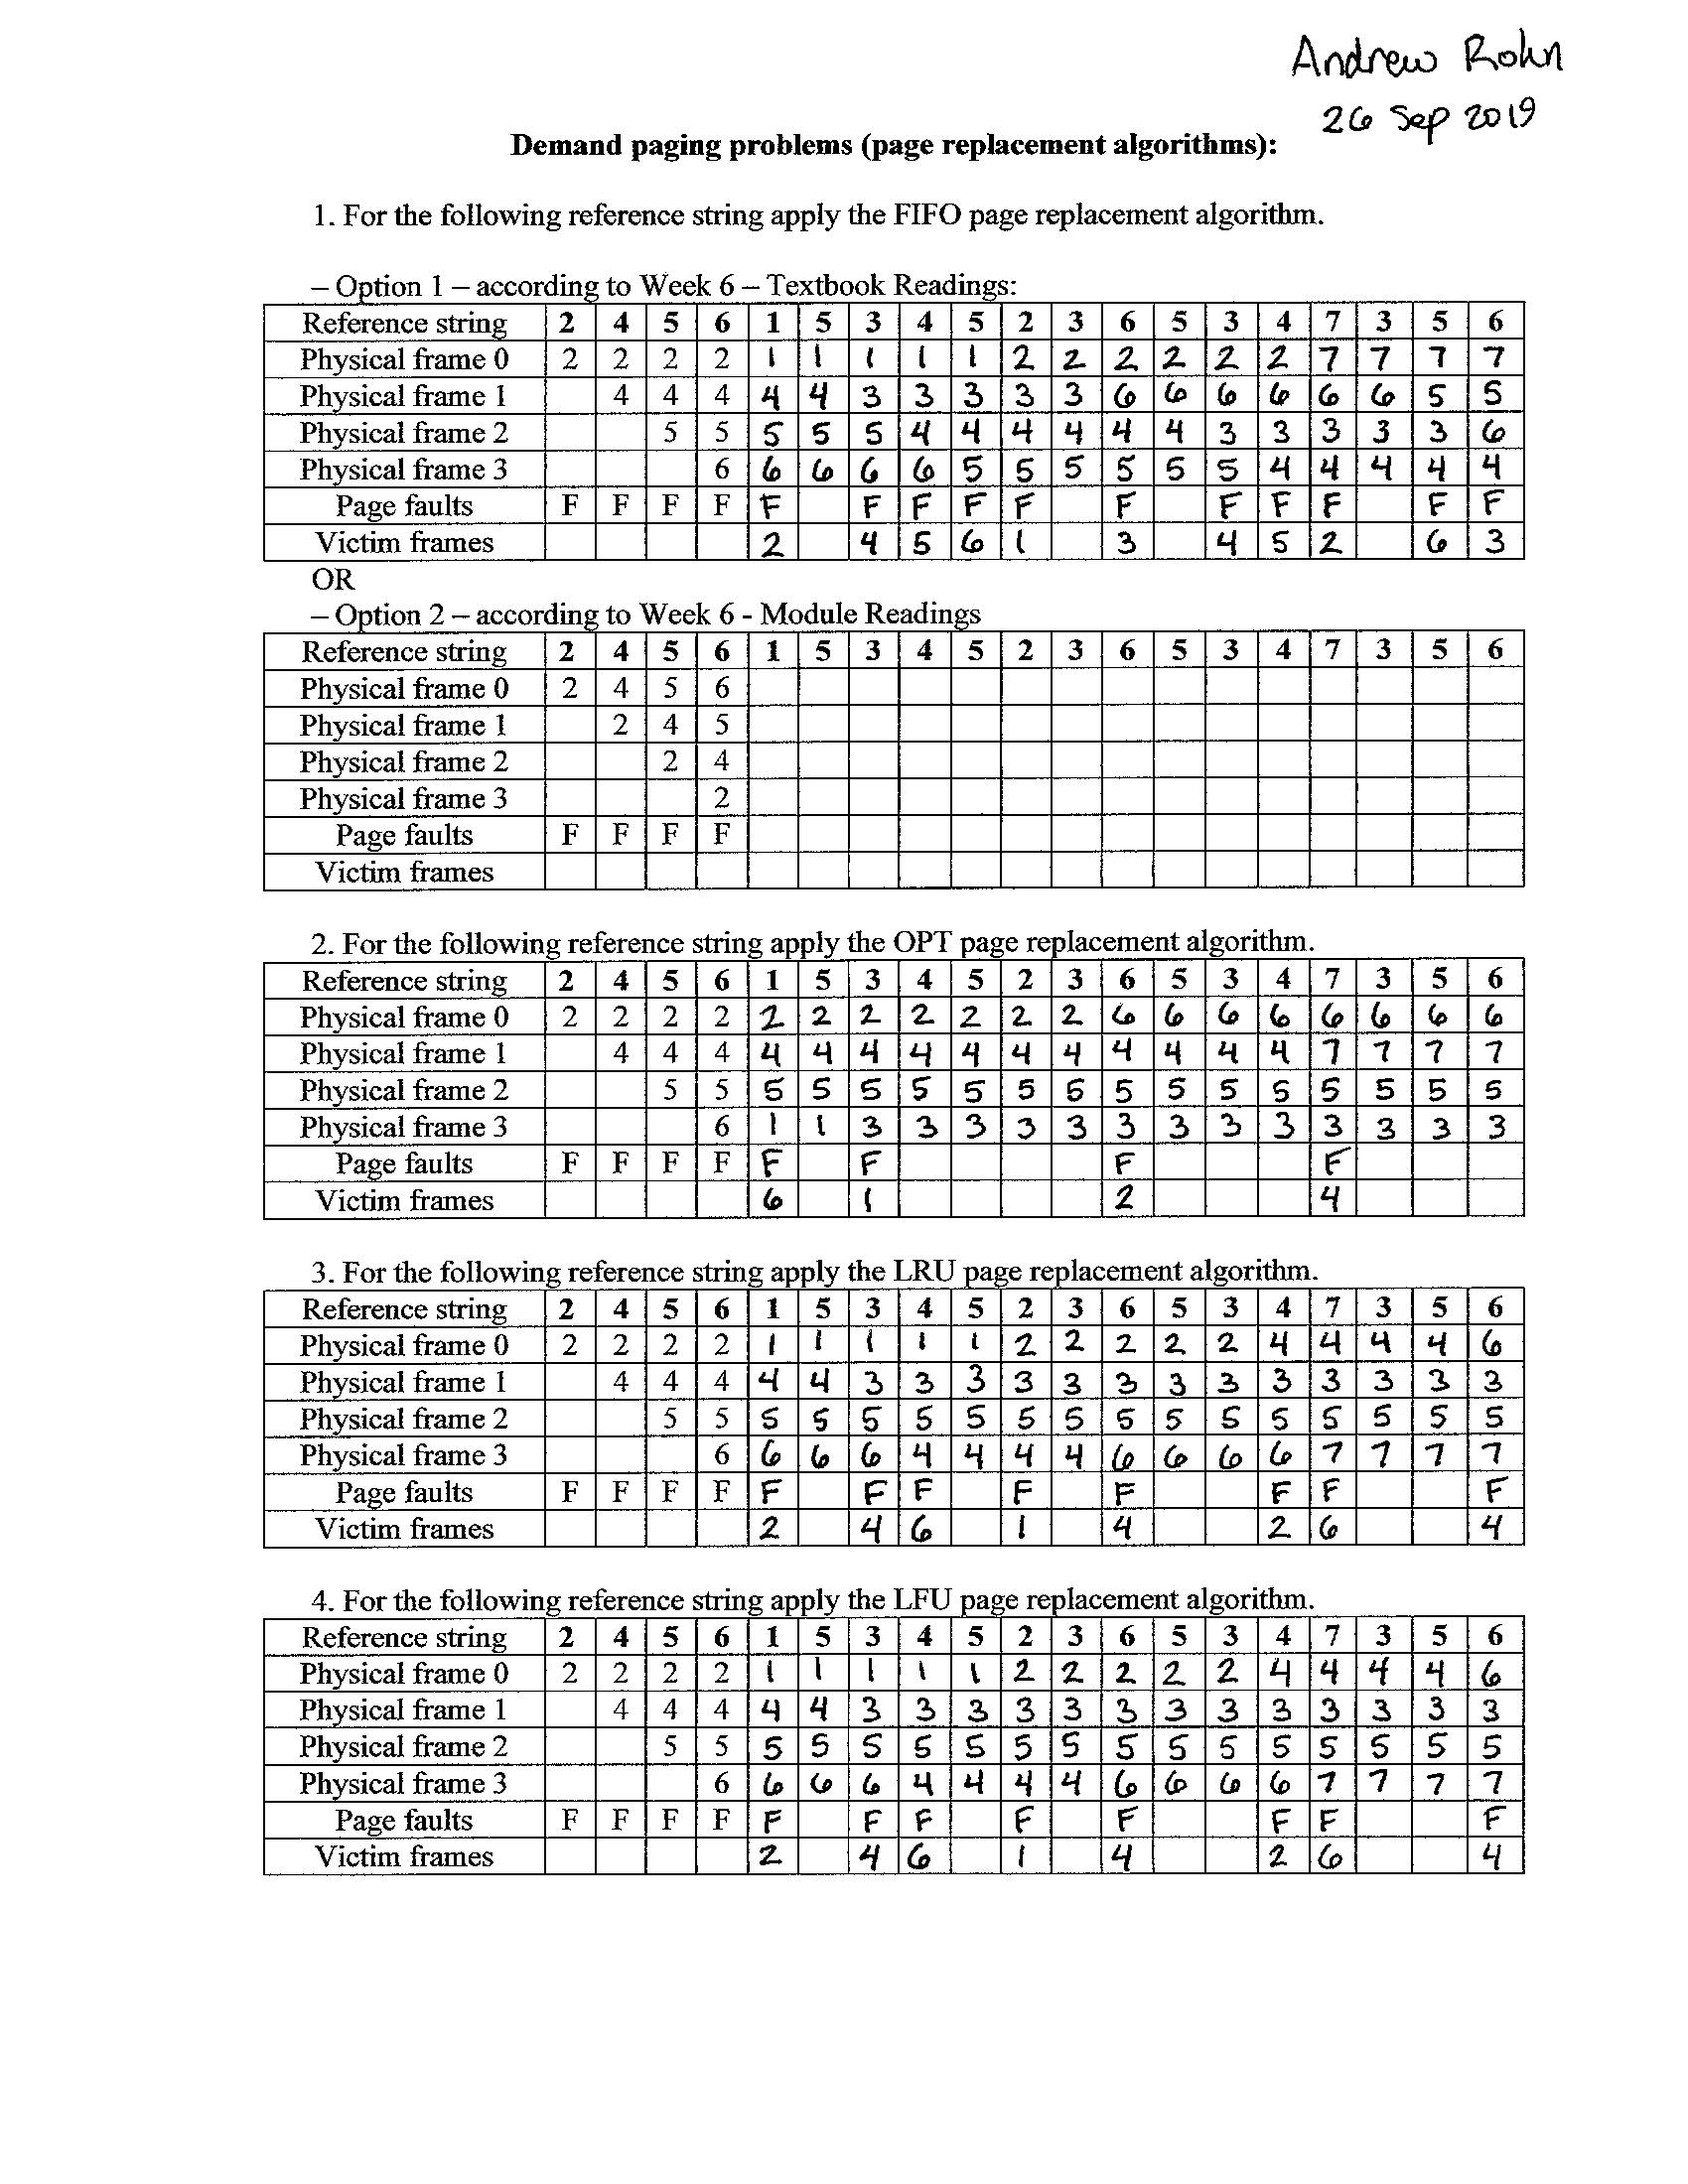 Andrew Rohn
26 Sep 2019
Demand paging problems (page replacement algorithms):
1. For the following reference string apply the FIFO page replacement algorithm.
– Option 1 – according to Week 6 – Textbook Readings:
Reference string 2 4 5 6 1 5 3 4 5 2 3 6 5 3 4 7 3 5 6
Physical frame 0 2 2 2 2 1 1 1 1 1 2 2 2 2 2 2 7 7 7 7
Physical frame 1 4 4 4 4 4 3 3 3 3 3 6 6 6 6 6 6 5 5
Physical frame 2 5 5 5 5 5 4 4 4 4 4 4 3 3 3 3 3 6
Physical frame 3 6 6 6 6 6 5 5 5 5 5 5 4 4 4 4 4
Page faults F F F F F F F F F F F F F F F
Victim frames 2 4 5 6 1 3 4 5 2 6 3
OR
– Option 2 – according to Week 6 - Module Readings
Reference string 2 4 5 6 1 5 3 4 5 2 3 6 5 3 4 7 3 5 6
Physical frame 0 2 4 5 6
Physical frame 1 2 4 5
Physical frame 2 2 4
Physical frame 3 2
Page faults F F F F
Victim frames
2. For the following reference string apply the OPT page replacement algorithm.
Reference string 2 4 5 6 1 5 3 4 5 2 3 6 5 3 4 7 3 5 6
Physical frame 0 2 2 2 2 2 2 2 2 2 2 2 6 6 6 6 6 6 6 6
Physical frame 1 4 4 4 4 4 4 4 4 4 4 4 4 4 4 7 7 7 7
Physical frame 2 5 5 5 5 5 5 5 5 5 5 5 5 5 5 5 5 5
Physical frame 3 6 1 1 3 3 3 3 3 3 3 3 3 3 3 3 3
Page faults F F F F F F F F
Victim frames 6 1 2 4
3. For the following reference string apply the LRU page replacement algorithm.
Reference string 2 4 5 6 1 5 3 4 5 2 3 6 5 3 4 7 3 5 6
Physical frame 0 2 2 2 2 1 1 1 1 1 2 2 2 2 2 4 4 4 4 6
Physical frame 1 4 4 4 4 4 3 3 3 3 3 3 3 3 3 3 3 3 3
Physical frame 2 5 5 5 5 5 5 5 5 5 5 5 5 5 5 5 5 5
Physical frame 3 6 6 6 6 4 4 4 4 6 6 6 6 7 7 7 7
Page faults F F F F F F F F F F F F
Victim frames 2 4 6 1 4 2 6 4
4. For the following reference string apply the LFU page replacement algorithm.
Reference string 2 4 5 6 1 5 3 4 5 2 3 6 5 3 4 7 3 5 6
Physical frame 0 2 2 2 2 1 1 1 1 1 2 2 2 2 2 4 4 4 4 6
Physical frame 1 4 4 4 4 4 3 3 3 3 3 3 3 3 3 3 3 3 3
Physical frame 2 5 5 5 5 5 5 5 5 5 5 5 5 5 5 5 5 5
Physical frame 3 6 6 6 6 4 4 4 4 6 6 6 6 7 7 7 7
Page faults F F F F F F F F F F F F
Victim frames 2 4 6 1 4 2 6 4